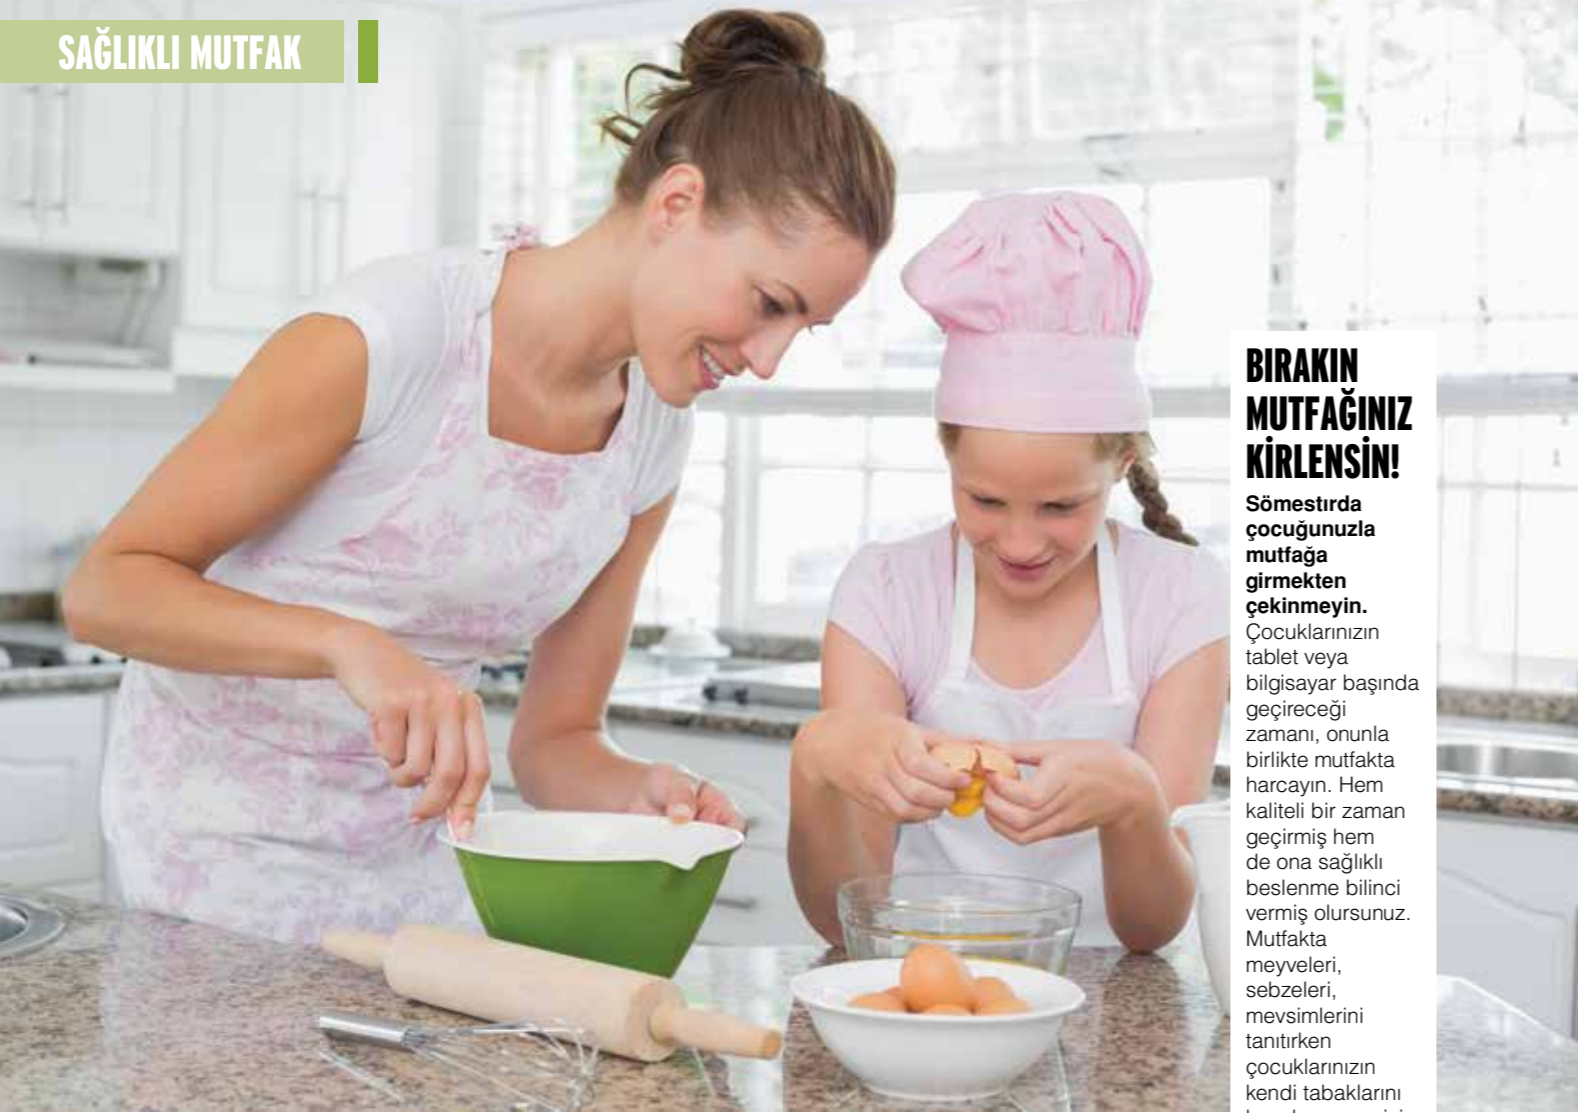 SAĞLIKLI MUTFAK
BIRAKIN
MUTFAĞINIZ
KİRLENSİN!
Sömestırda
çocuğunuzla
mutfağa
girmekten
çekinmeyin.
Çocuklarınızın
tablet veya
bilgisayar başında
geçireceği
zamanı, onunla
birlikte mutfakta
harcayın. Hem
kaliteli bir zaman
geçirmiş hem
de ona sağlıklı
beslenme bilinci
vermiş olursunuz.
Mutfakta
meyveleri,
sebzeleri,
mevsimlerini
tanıtırken
çocuklarınızın
kendi tabaklarını